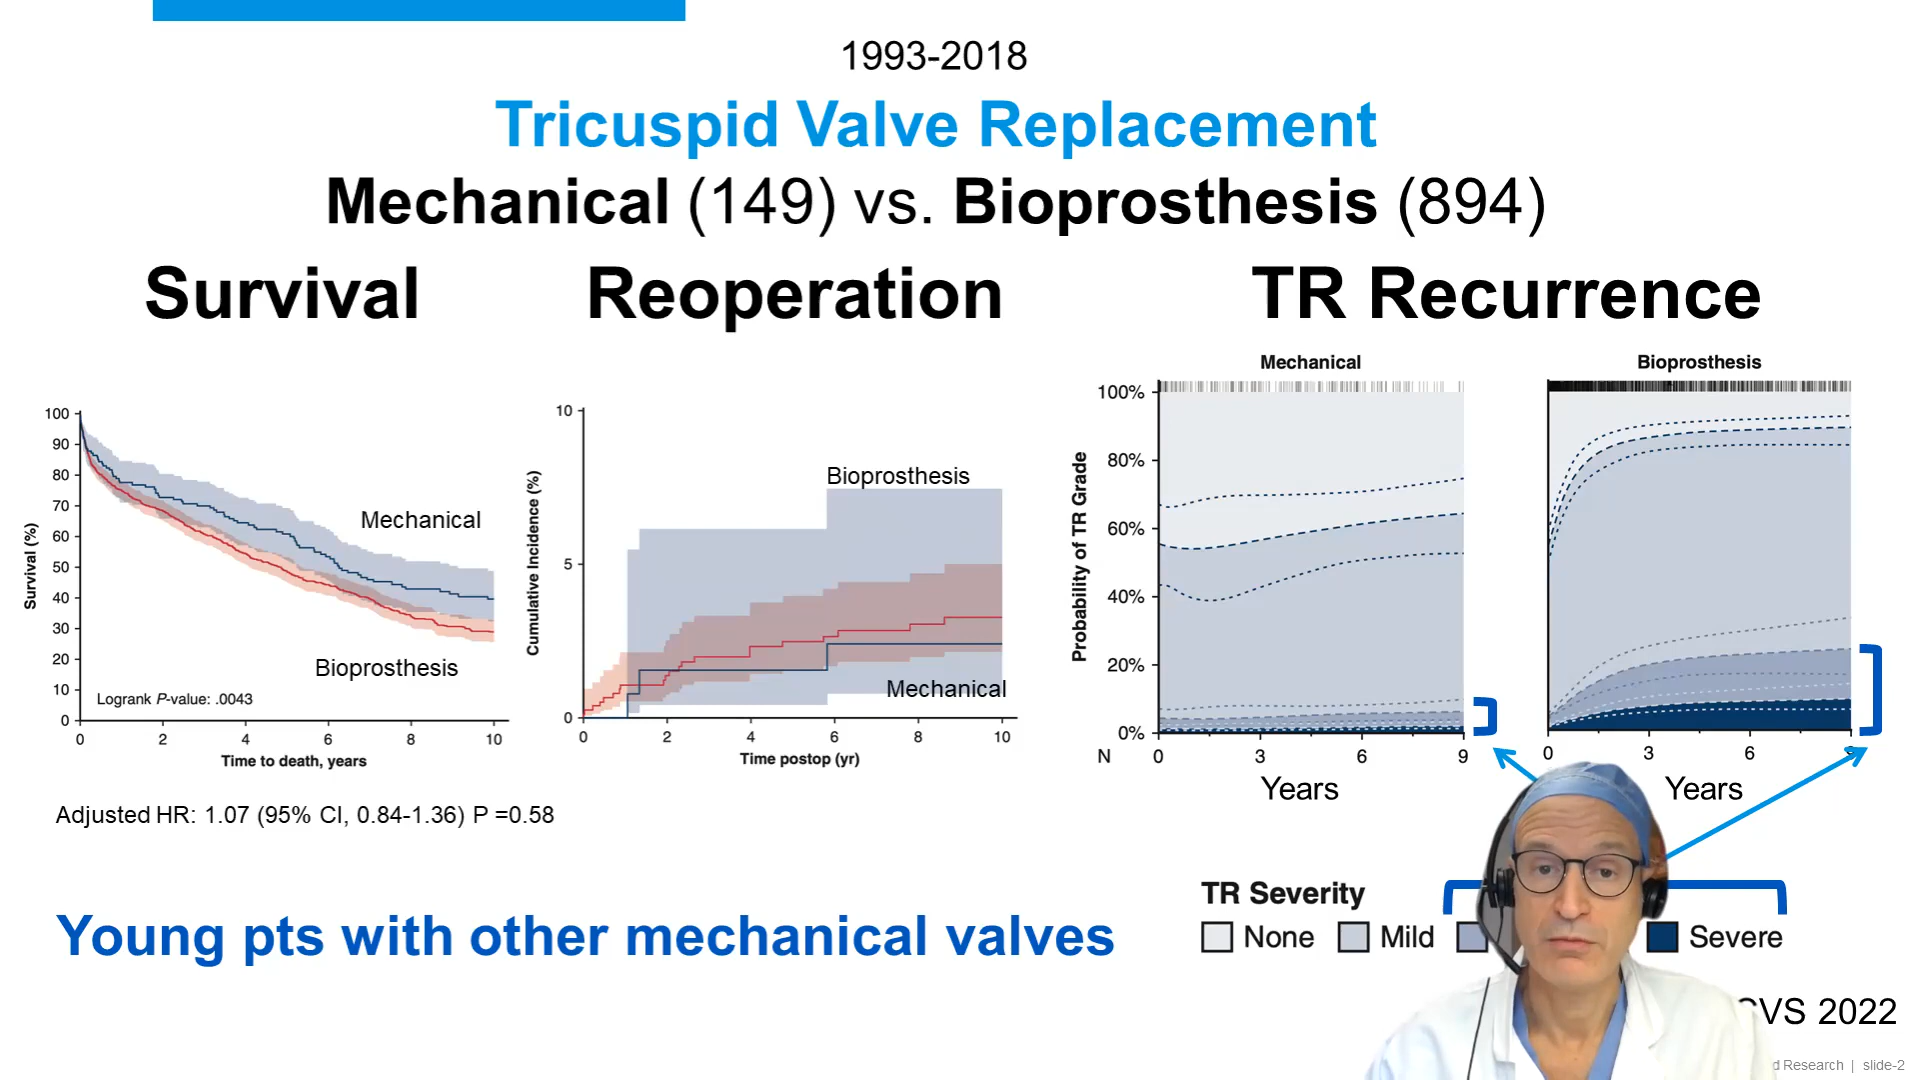 1993-2018
Tricuspid Valve Replacement
Mechanical (149) vs. Bioprosthesis (894)
Survival
Reoperation
TR Recurrence
Survival (%)
100
90
80
70
60
50
40
30
20
10
0
Mechanical
Bioprosthesis
Logrank P-value: .0043
0 2 4 6 8 10
Time to death, years
Adjusted HR: 1.07 (95% CI, 0.84-1.36) P =0.58
Cumulative Incidence (%)
10
5
0
Bioprosthesis
Mechanical
0 2 4 6 8 10
Time postop (yr)
Mechanical
Bioprosthesis
Probability of TR Grade
100%
80%
60%
40%
20%
0%
N 0 3 6 9
Years
0 3 6
Years
Young pts with other mechanical valves
TR Severity
None Mild Severe
VS 2022
Research | slide-2